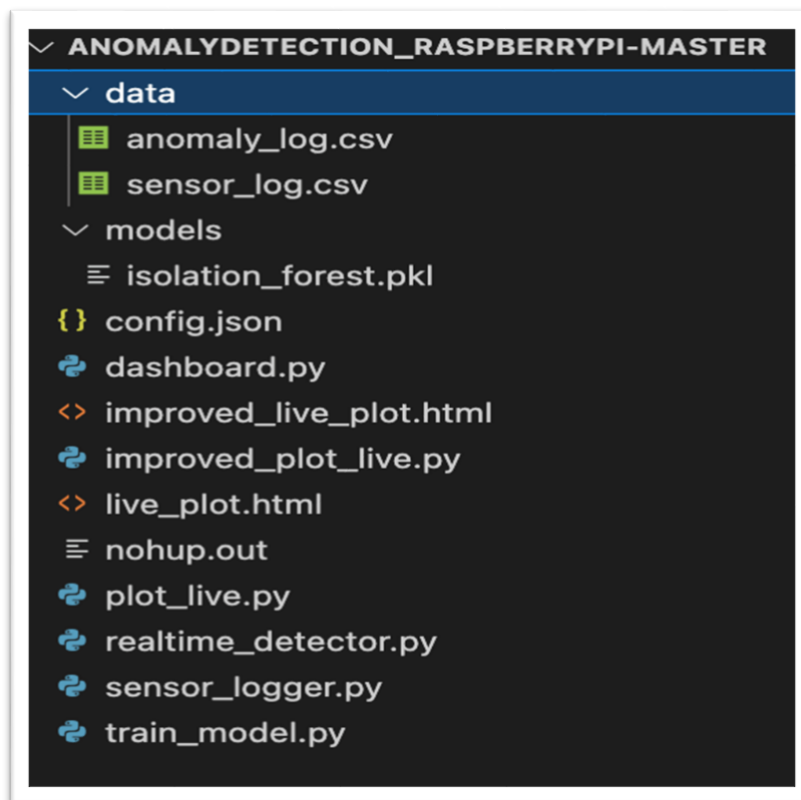 ANOMALYDETECTION_RASPBERRYPI-MASTER
data
anomaly_log.csv
sensor_log.csv
models
isolation_forest.pkl
config.json
dashboard.py
improved_live_plot.html
improved_plot_live.py
live_plot.html
nohup.out
plot_live.py
realtime_detector.py
sensor_logger.py
train_model.py